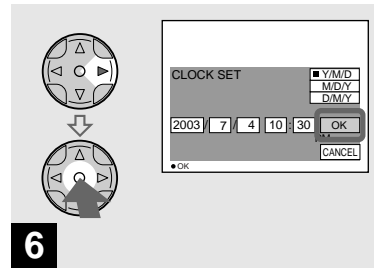 CLOCK SET
■ Y/M/D
M/D/Y
D/M/Y
2003 / 7 / 4 10 : 30 OK
CANCEL
● OK
6